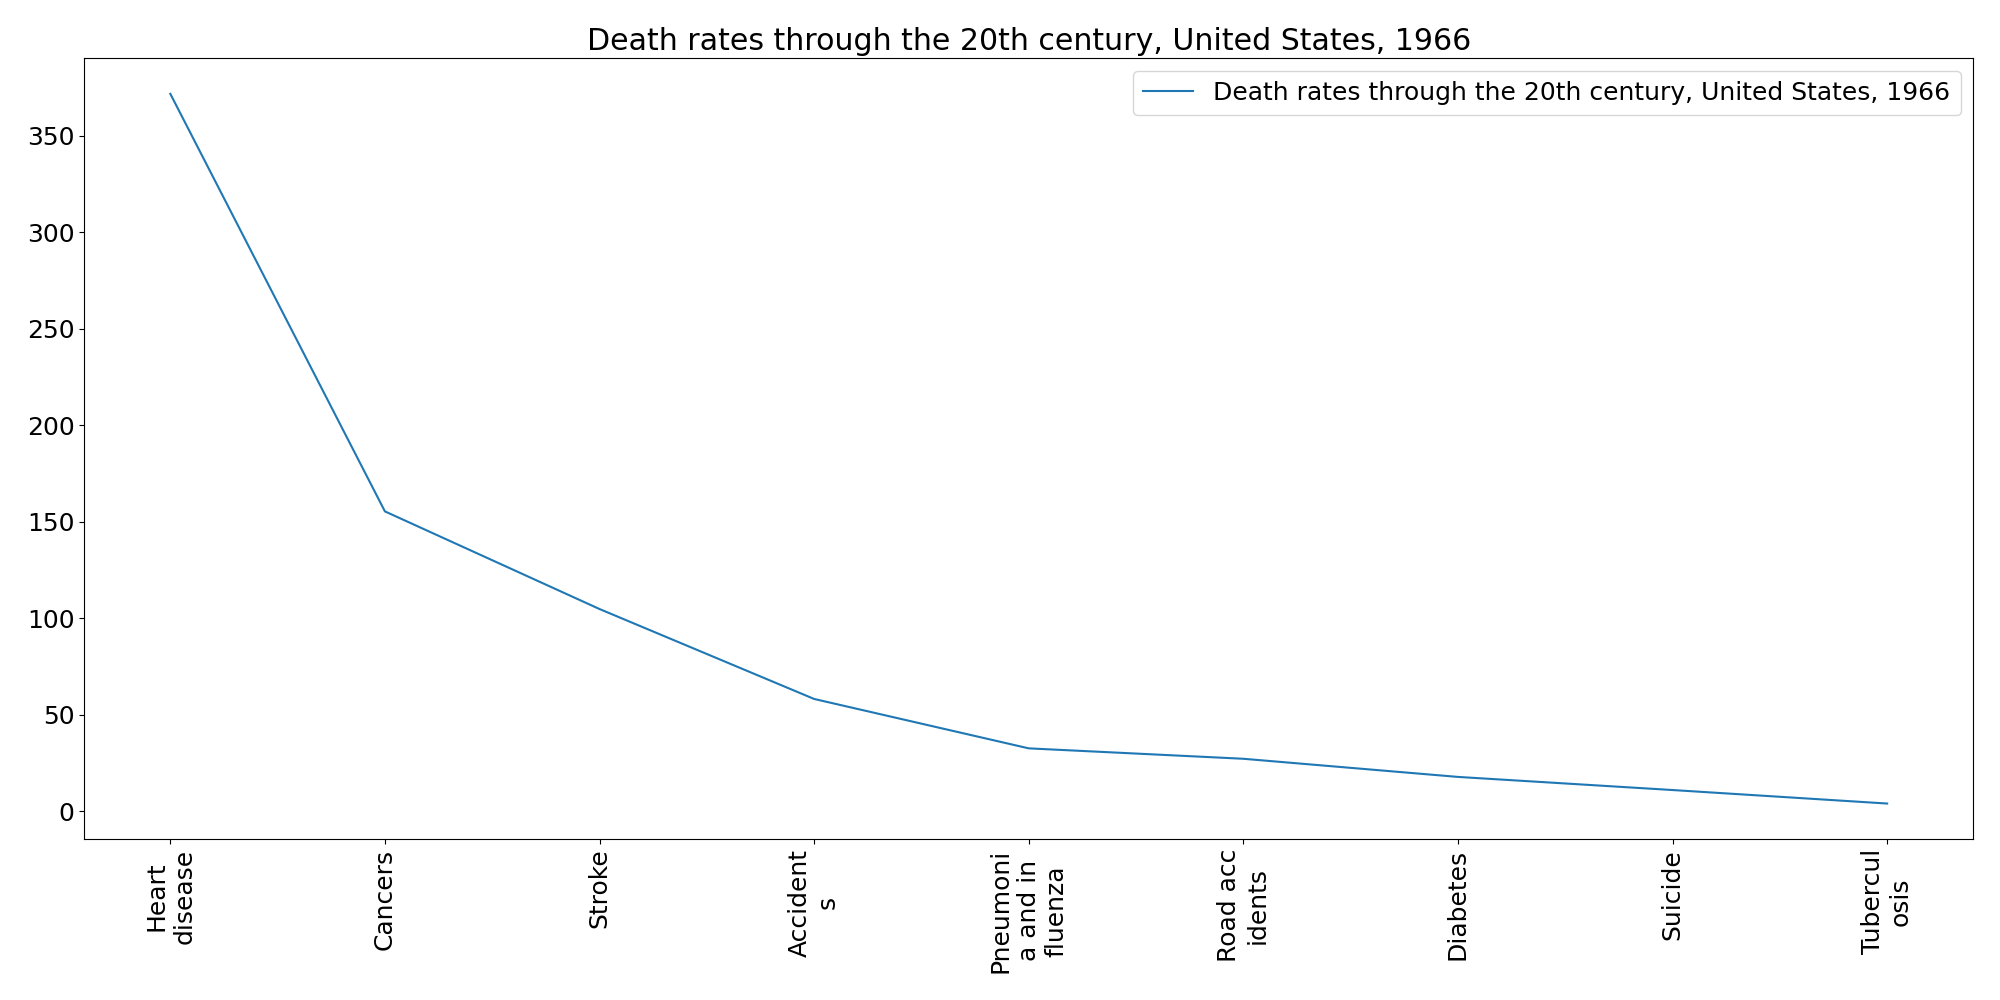 Death rates through the 20th century, United States, 1966
Death rates through the 20th century, United States, 1966
350
300
250
200
150
100
50
0
Heart
disease
Cancers
Stroke
Accident
s
Pneumoni
a and in
fluenza
Road acc
idents
Diabetes
Suicide
Tubercul
osis